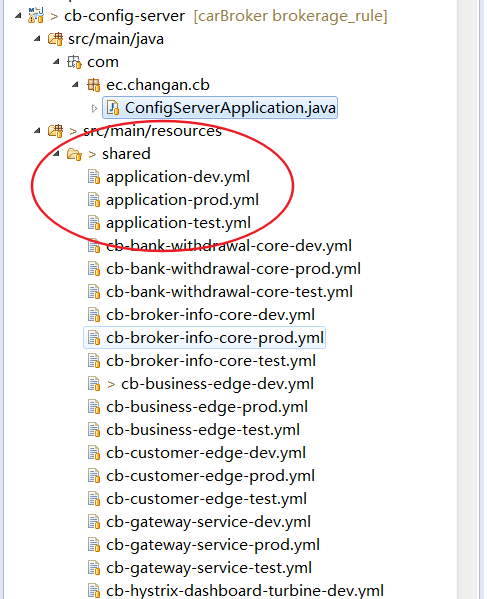 > cb-config-server [carBroker brokerage_rule]
src/main/java
com
ec.changan.cb
ConfigServerApplication.java
> src/main/resources
> shared
application-dev.yml
application-prod.yml
application-test.yml
cb-bank-withdrawal-core-dev.yml
cb-bank-withdrawal-core-prod.yml
cb-bank-withdrawal-core-test.yml
cb-broker-info-core-dev.yml
cb-broker-info-core-prod.yml
cb-broker-info-core-test.yml
> cb-business-edge-dev.yml
cb-business-edge-prod.yml
cb-business-edge-test.yml
cb-customer-edge-dev.yml
cb-customer-edge-prod.yml
cb-customer-edge-test.yml
cb-gateway-service-dev.yml
cb-gateway-service-prod.yml
cb-gateway-service-test.yml
cb-hystrix-dashboard-turbine-dev.yml